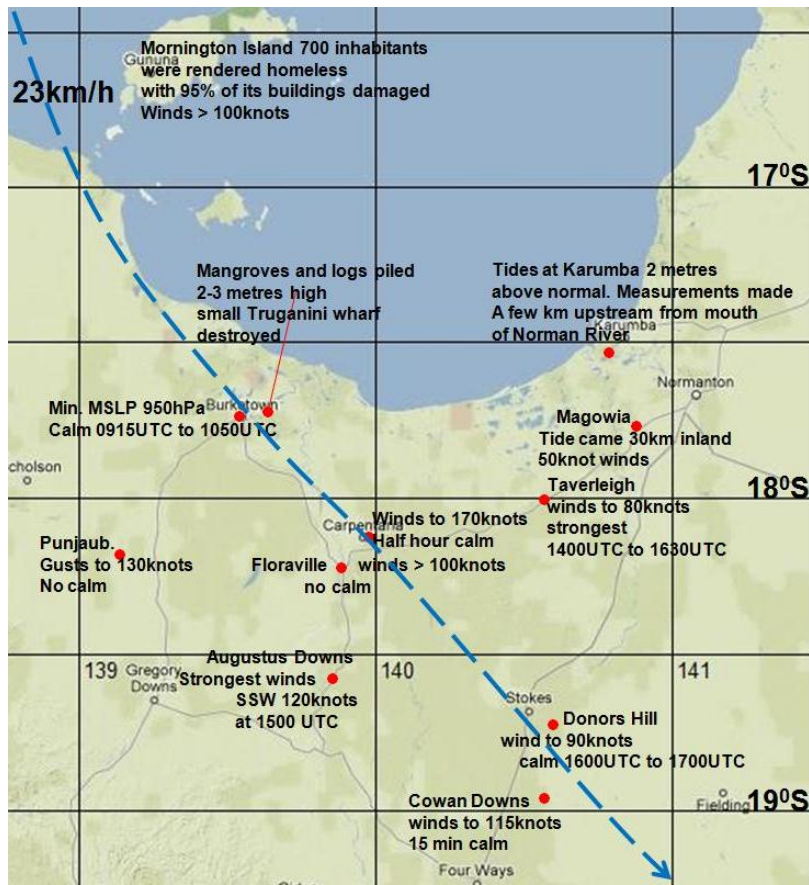 Mornington Island 700 inhabitants
Gununa
were rendered homeless
with 95% of its buildings damaged
Winds > 100knots
23km/h
17⁰S
Mangroves and logs piled
2-3 metres high
small Truganini wharf
destroyed
Tides at Karumba 2 metres
above normal. Measurements made
A few km upstream from mouth
of Norman River
Karumba
Normanton
Min. MSLP 950hPa
Burketown
Calm 0915UTC to 1050UTC
Magowia
Tide came 30km inland
50knot winds
cholson
18⁰S
Taverleigh
winds to 80knots
strongest
1400UTC to 1630UTC
Winds to 170knots
Carpentaria
Half hour calm
Punjaub.
Gusts to 130knots
No calm
Floraville
winds > 100knots
no calm
139
140
141
Augustus Downs
Strongest winds
SSW 120knots
at 1500 UTC
Gregory
Downs
Stokes
Donors Hill
wind to 90knots
calm 1600UTC to 1700UTC
Cowan Downs
winds to 115knots
15 min calm
19⁰S
Fielding
Four Ways